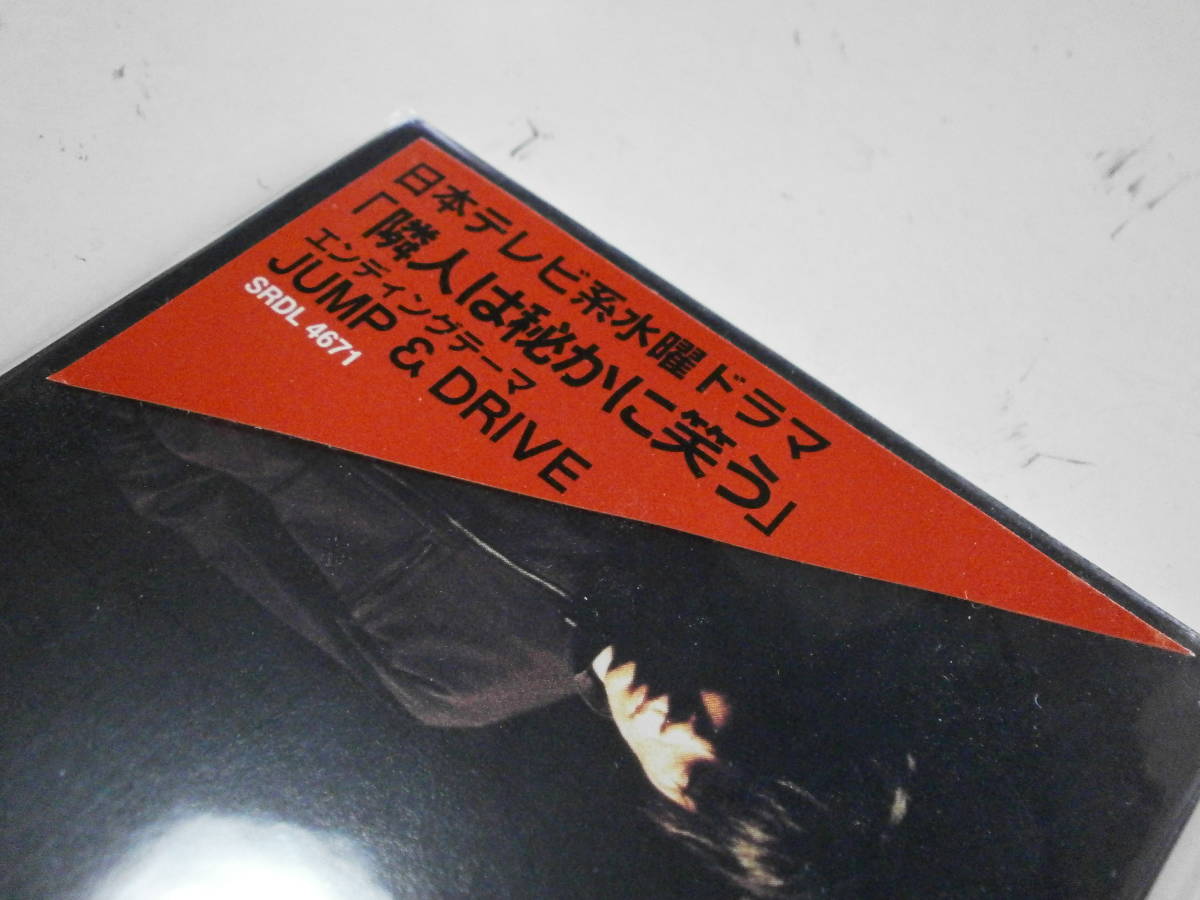 日本テレビ系水曜ドラマ
「隣人は秘かに笑う」
エンディングテーマ
JUMP & DRIVE
SRDL 4671